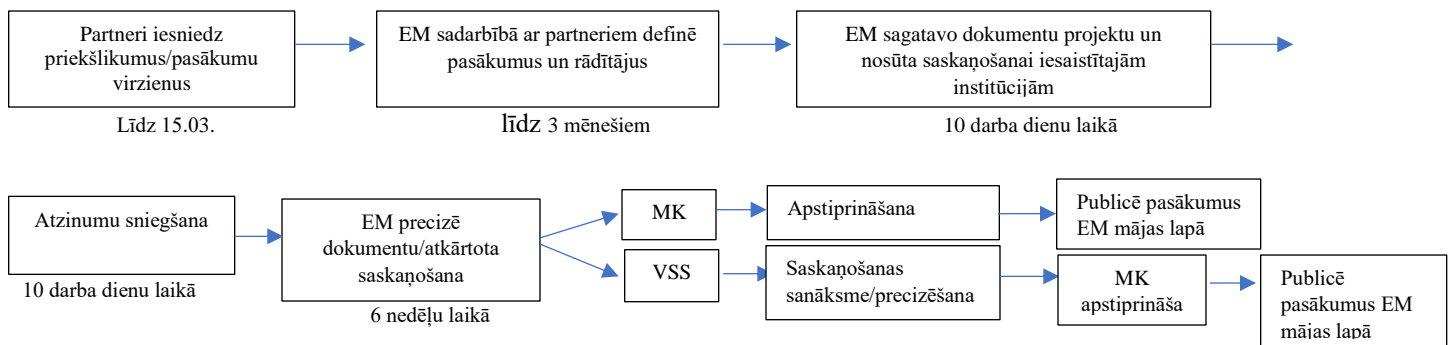 Partneri iesniedz
priekšlikumus/pasākumu
virzienus
Līdz 15.03.
EM sadarbībā ar partneriem definē
pasākumus un rādītājus
līdz 3 mēnešiem
EM sagatavo dokumentu projektu un
nosūta saskaņošanai iesaistītajām
institūcijām
10 darba dienu laikā
Atzinumu sniegšana
10 darba dienu laikā
EM precizē
dokumentu/atkārtota
saskaņošana
6 nedēļu laikā
MK
Apstiprināšana
Publicē pasākumus
EM mājas lapā
VSS
Saskaņošanas
sanāksme/precizēšana
MK
apstiprināša
Publicē
pasākumus EM
mājas lapā